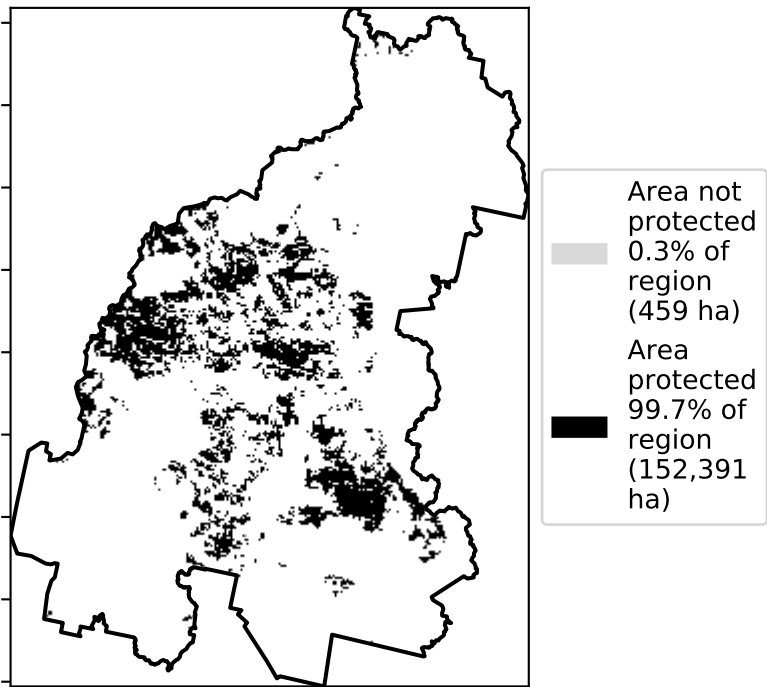 Area not
protected
0.3% of
region
(459 ha)
Area
protected
99.7% of
region
(152,391
ha)